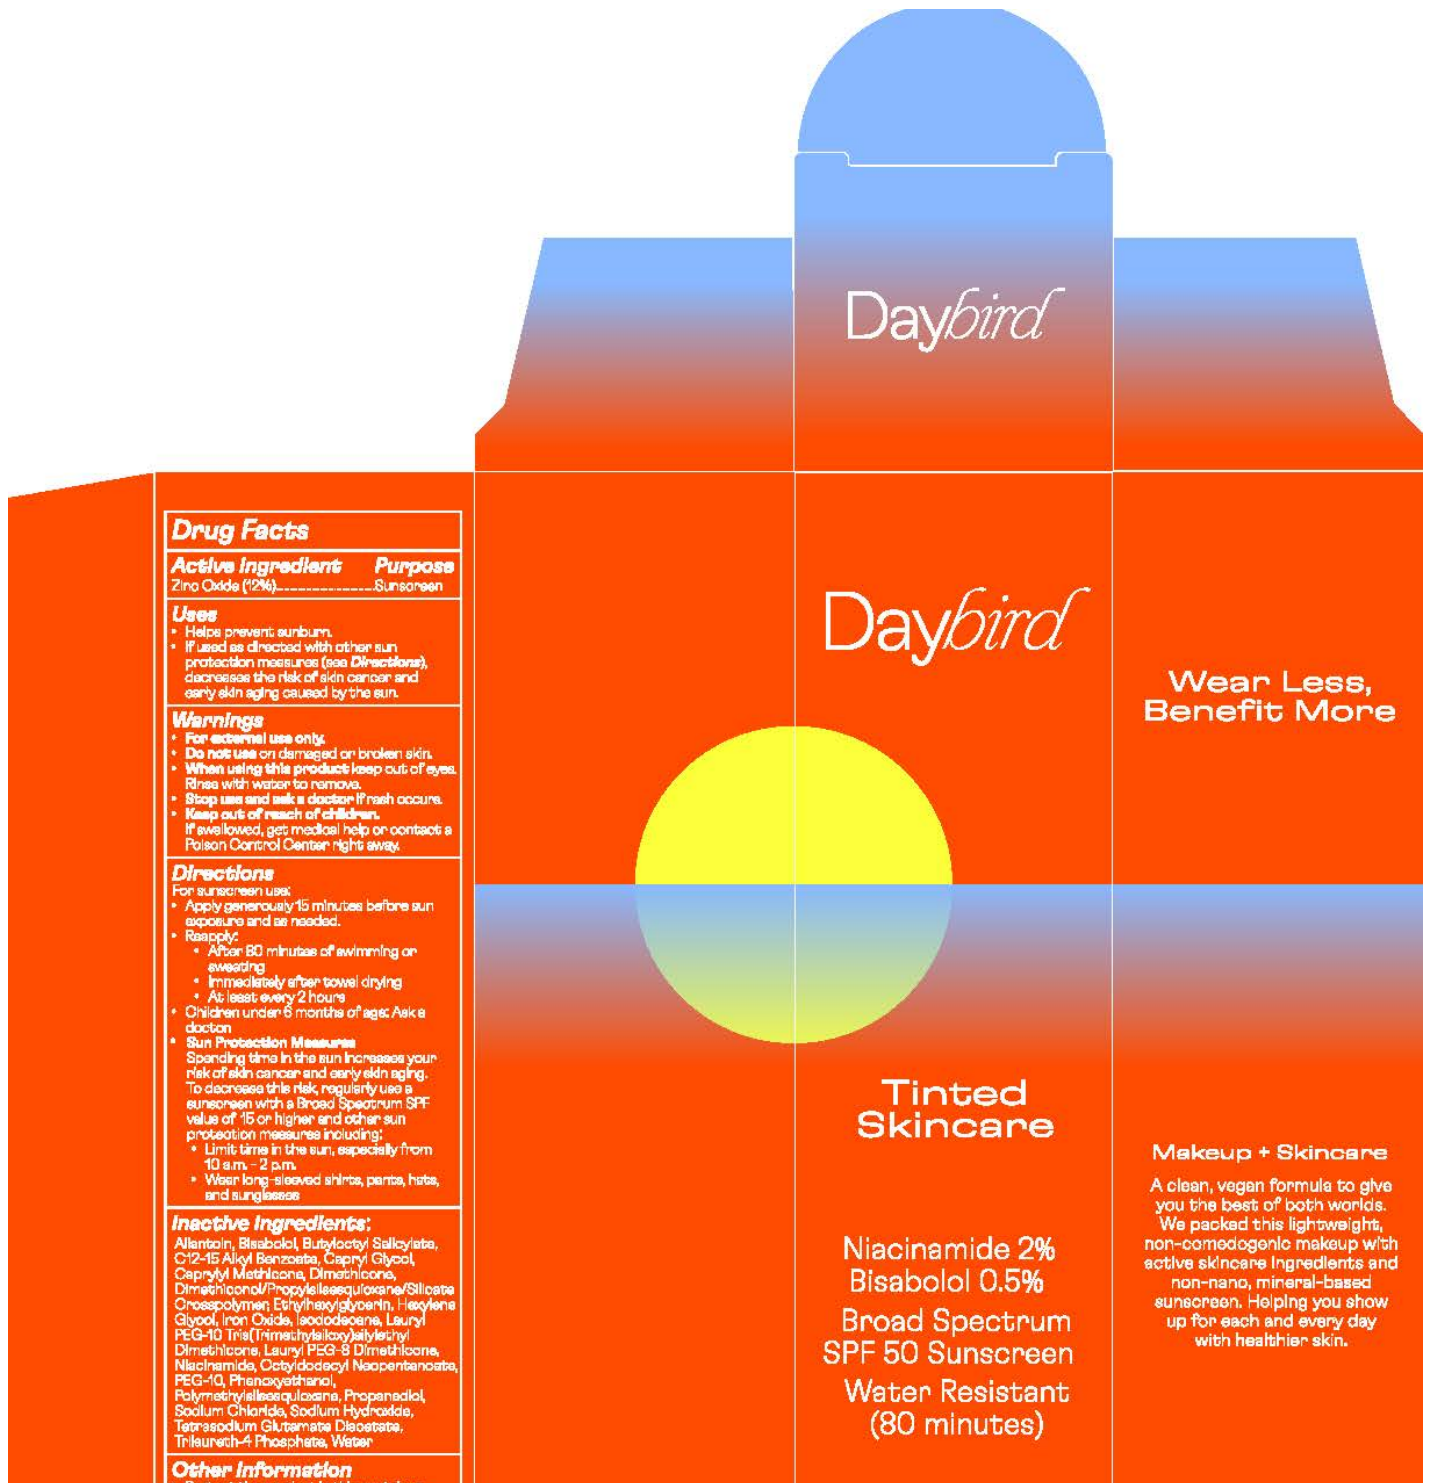 Daybird
Drug Facts
Active Ingredient Purpose
Zinc Oxide (12%) Sunscreen
Uses
• Helps prevent sunburn.
• If used as directed with other sun
protection measures (see Directions),
decreases the risk of skin cancer and
early skin aging caused by the sun.
Warnings
• For external use only.
• Do not use on damaged or broken skin.
• When using this product keep out of eyes.
Rinse with water to remove.
• Stop use and ask a doctor if rash occurs.
• Keep out of reach of children.
If swallowed, get medical help or contact a
Poison Control Center right away.
Directions
For sunscreen use:
• Apply generously 15 minutes before sun
exposure and as needed.
• Reapply:
• After 80 minutes of swimming or
sweating
• Immediately after towel drying
• At least every 2 hours
• Children under 6 months of age: Ask a
doctor.
• Sun Protection Measures
Spending time in the sun increases your
risk of skin cancer and early skin aging.
To decrease this risk, regularly use a
sunscreen with a Broad Spectrum SPF
value of 15 or higher and other sun
protection measures including:
• Limit time in the sun, especially from
10 a.m. - 2 p.m.
• Wear long-sleeved shirts, pants, hats,
and sunglasses
Inactive Ingredients:
Allantoin, Bisabolol, Butyloctyl Salicylate,
C12-15 Alkyl Benzoate, Capryl Glycol,
Caprylyl Methicone, Dimethicone,
Dimethiconol/Propylsilsesquioxane/Silicate
Crosspolymer, Ethylhexylglycerin, Hexylene
Glycol, Iron Oxide, Isododecane, Lauryl
PEG-10 Tris(Trimethylsiloxy)silylethyl
Dimethicone, Lauryl PEG-8 Dimethicone,
Niacinamide, Octyldodecyl Neopentanoate,
PEG-10, Phenoxyethanol,
Polymethylsilsesquioxane, Propanediol,
Sodium Chloride, Sodium Hydroxide,
Tetrasodium Glutamate Diacetate,
Trilaureth-4 Phosphate, Water
Other Information
Daybird
Tinted
Skincare
Niacinamide 2%
Bisabolol 0.5%
Broad Spectrum
SPF 50 Sunscreen
Water Resistant
(80 minutes)
Wear Less,
Benefit More
Makeup + Skincare
A clean, vegan formula to give
you the best of both worlds.
We packed this lightweight,
non-comedogenic makeup with
active skincare ingredients and
non-nano, mineral-based
sunscreen. Helping you show
up for each and every day
with healthier skin.